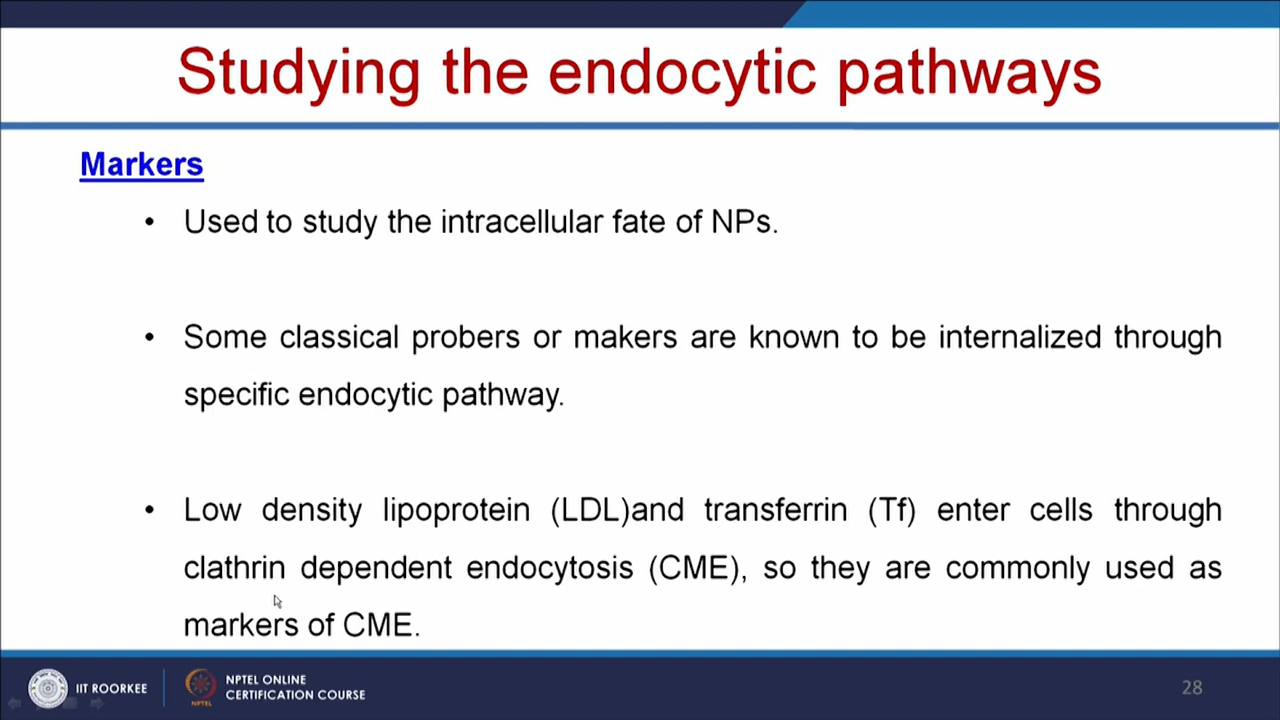 Studying the endocytic pathways
Markers
• Used to study the intracellular fate of NPs.
• Some classical probers or makers are known to be internalized through
specific endocytic pathway.
• Low density lipoprotein (LDL)and transferrin (Tf) enter cells through
clathrin dependent endocytosis (CME), so they are commonly used as
markers of CME.
IIT ROORKEE
NPTEL
NPTEL ONLINE
CERTIFICATION COURSE
28